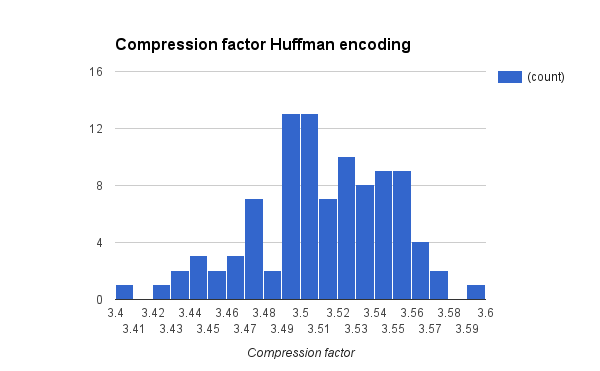 Compression factor Huffman encoding
16
(count)
12
8
4
0
3.4 3.42 3.44 3.46 3.48 3.5 3.52 3.54 3.56 3.58 3.6
3.41 3.43 3.45 3.47 3.49 3.51 3.53 3.55 3.57 3.59
Compression factor